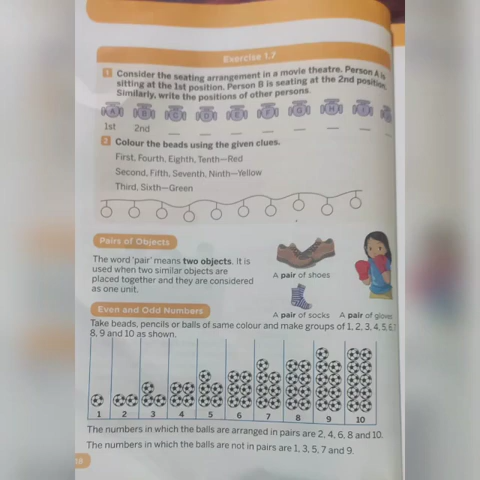 Exercise 1.7
1 Consider the seating arrangement in a movie theatre. Person A is
sitting at the 1st position. Person B is seating at the 2nd position.
Similarly, write the positions of other persons.
A B C D E F G H I
1st 2nd
2 Colour the beads using the given clues.
First, Fourth, Eighth, Tenth—Red
Second, Fifth, Seventh, Ninth—Yellow
Third, Sixth—Green
Pairs of Objects
The word 'pair' means two objects. It is
used when two similar objects are
placed together and they are considered
as one unit.
A pair of shoes
A pair of socks A pair of gloves
Even and Odd Numbers
Take beads, pencils or balls of same colour and make groups of 1, 2, 3, 4, 5, 6, 7
8, 9 and 10 as shown.
1 2 3 4 5 6 7 8 9 10
The numbers in which the balls are arranged in pairs are 2, 4, 6, 8 and 10.
The numbers in which the balls are not in pairs are 1, 3, 5, 7 and 9.